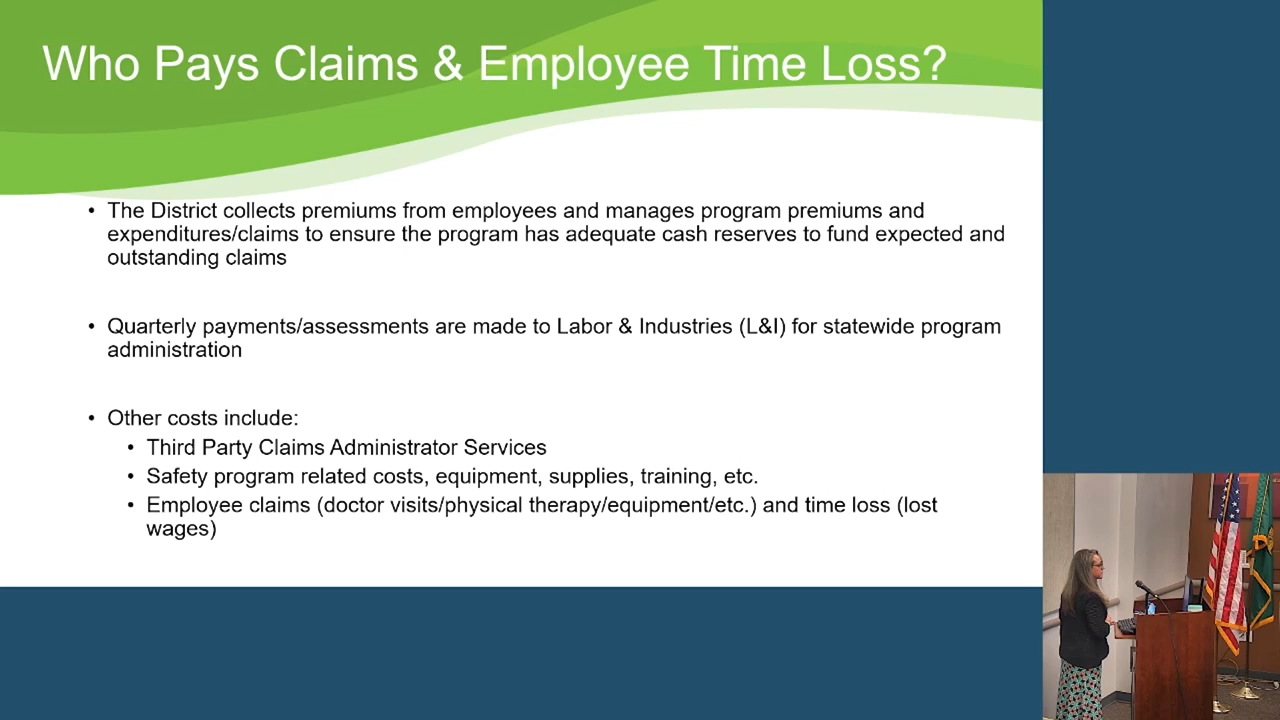 Who Pays Claims & Employee Time Loss?
• The District collects premiums from employees and manages program premiums and
expenditures/claims to ensure the program has adequate cash reserves to fund expected and
outstanding claims
• Quarterly payments/assessments are made to Labor & Industries (L&I) for statewide program
administration
• Other costs include:
• Third Party Claims Administrator Services
• Safety program related costs, equipment, supplies, training, etc.
• Employee claims (doctor visits/physical therapy/equipment/etc.) and time loss (lost
wages)